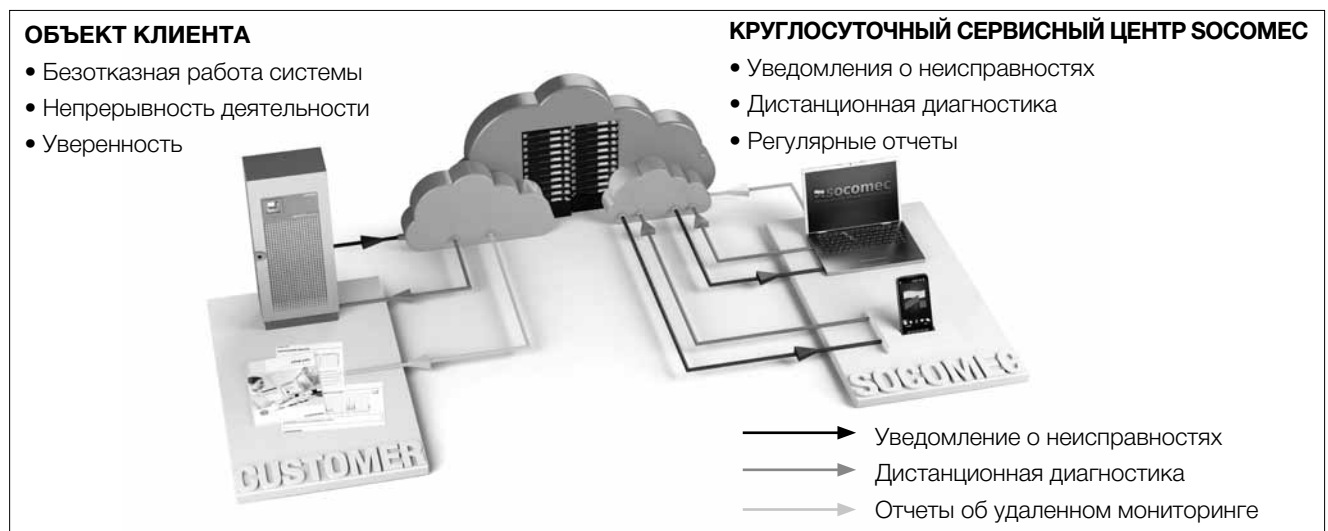 ОБЪЕКТ КЛИЕНТА
• Безотказная работа системы
• Непрерывность деятельности
• Уверенность
КРУГЛОСУТОЧНЫЙ СЕРВИСНЫЙ ЦЕНТР SOCOMEC
• Уведомления о неисправностях
• Дистанционная диагностика
• Регулярные отчеты
socomec
CUSTOMER
SOCOMEC
Уведомление о неисправностях
Дистанционная диагностика
Отчеты об удаленном мониторинге